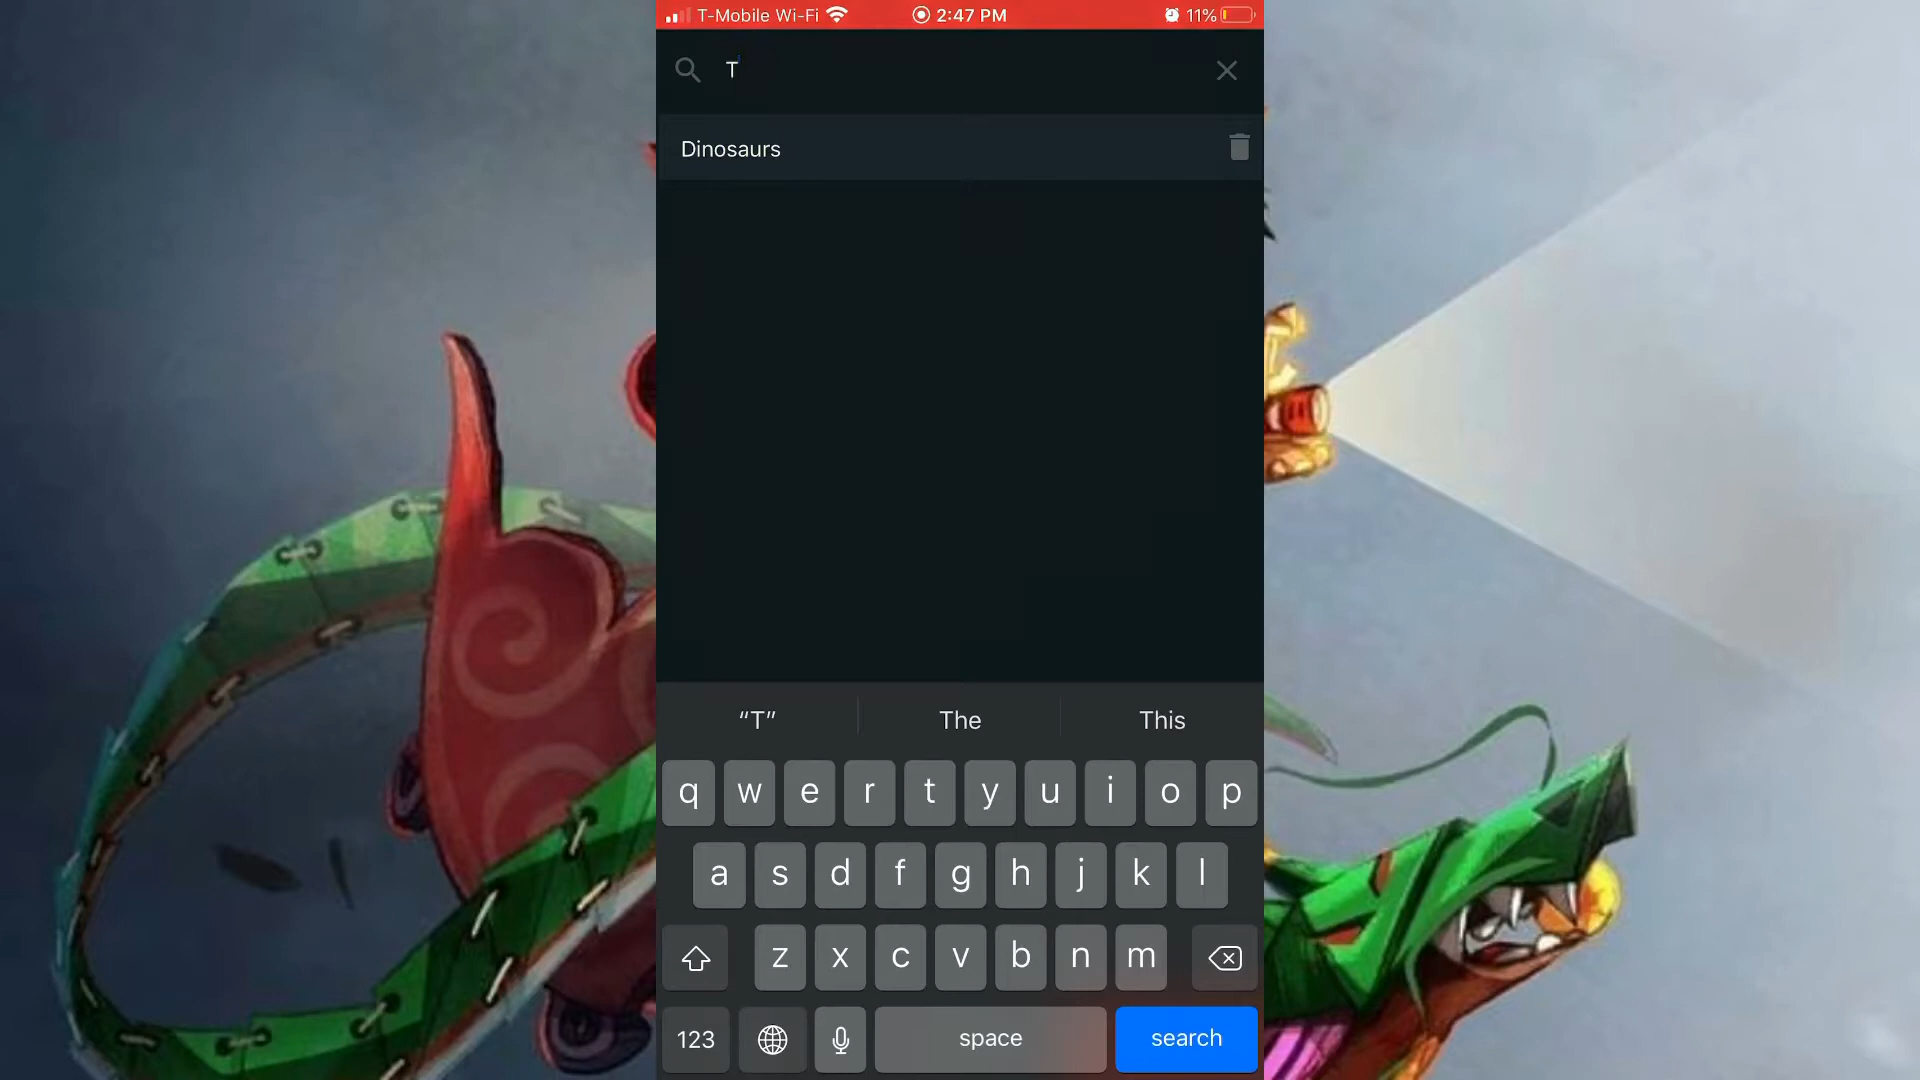 T-Mobile Wi-Fi 2:47 PM 11%
T
Dinosaurs
“T” The This
q w e r t y u i o p
a s d f g h j k l
z x c v b n m
123 space search